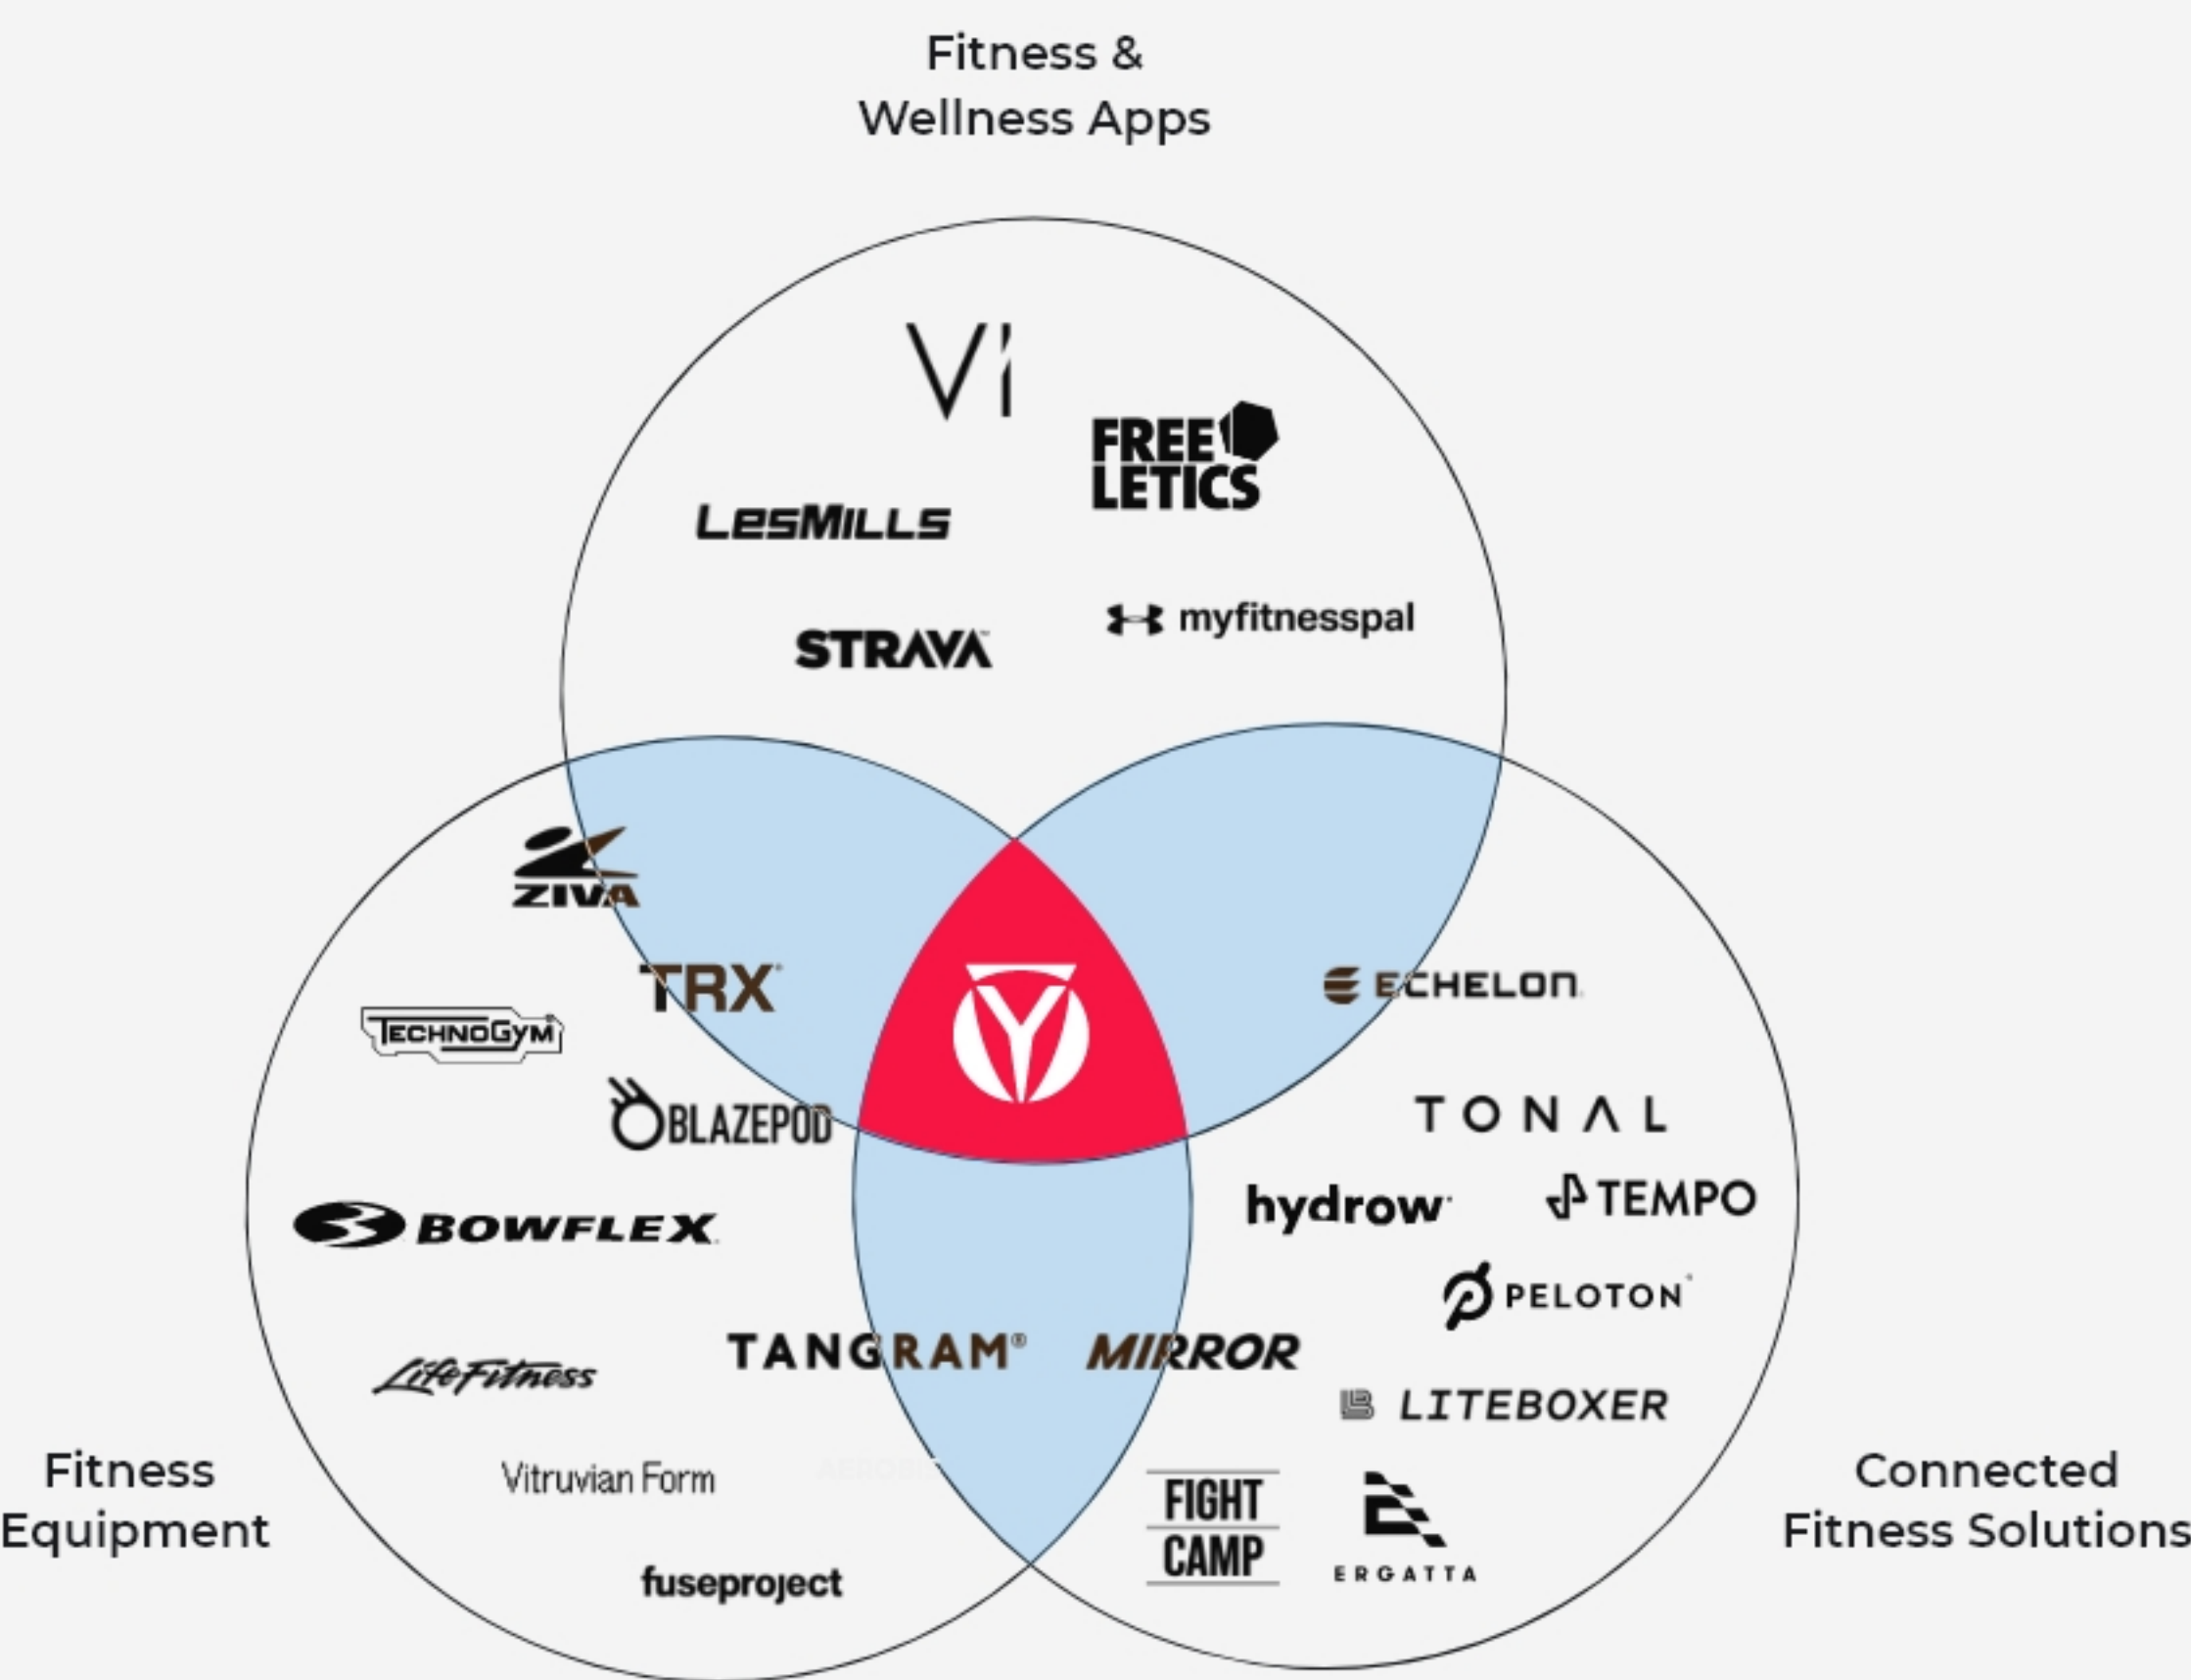 Fitness &
Wellness Apps
Vi
FREE
LETICS
LESMILLS
STRAVA™
myfitnesspal
ZIVA
TRX®
TECHNOGYM®
BLAZEPOD
BOWFLEX
TANGRAM®
LifeFitness
Vitruvian Form
fuseproject
Y
ECHELON
TONAL
hydrow
TEMPO
PELOTON
MIRROR
LITEBOXER
FIGHT
CAMP
ERGATTA
Fitness
Equipment
Connected
Fitness Solutions